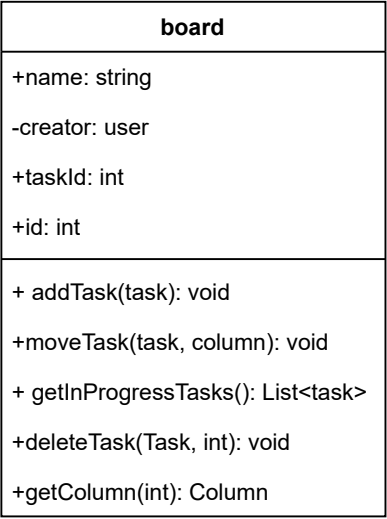 board
+name: string
-creator: user
+taskId: int
+id: int
+ addTask(task): void
+moveTask(task, column): void
+ getInProgressTasks(): List<task>
+deleteTask(Task, int): void
+getColumn(int): Column